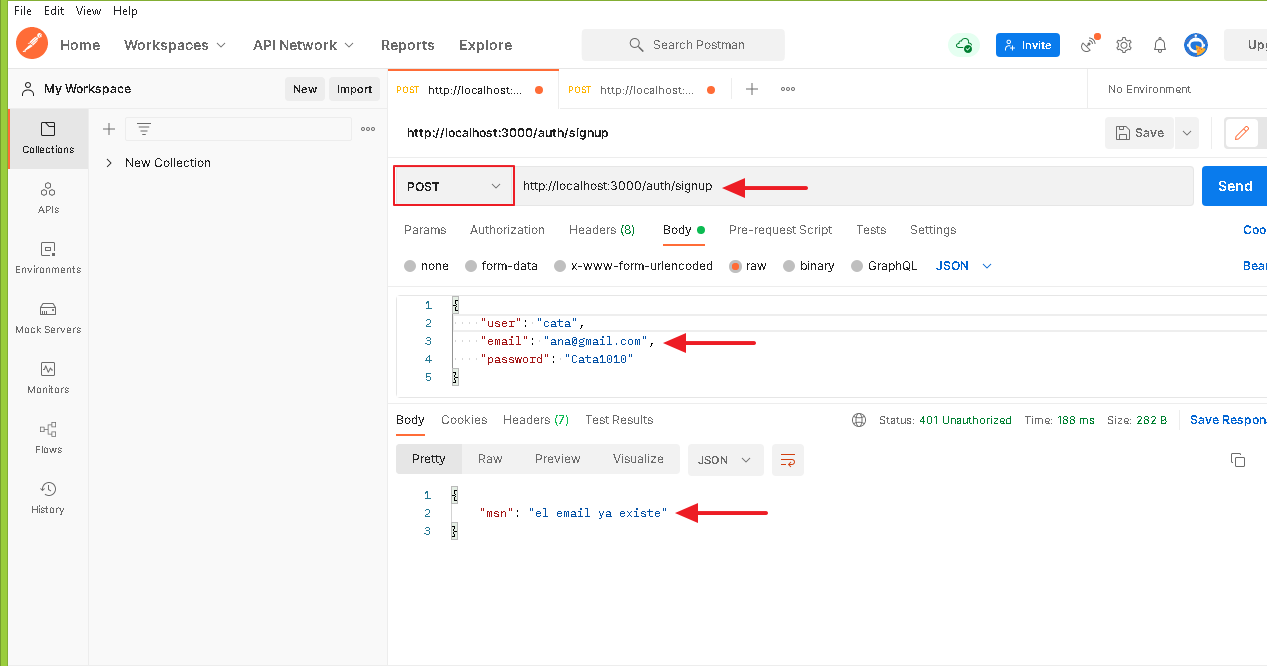 File Edit View Help
Home Workspaces API Network Reports Explore Search Postman Invite
My Workspace New Import POST http://localhost:... POST http://localhost:... No Environment
Collections
New Collection
APIs
Environments
Mock Servers
Monitors
Flows
History
http://localhost:3000/auth/signup Save
POST http://localhost:3000/auth/signup Send
Params Authorization Headers (8) Body Pre-request Script Tests Settings
none form-data x-www-form-urlencoded raw binary GraphQL JSON
1 {
2 "user": "cata",
3 "email": "ana@gmail.com",
4 "password": "Cata1010"
5 }
Body Cookies Headers (7) Test Results Status: 401 Unauthorized Time: 188 ms Size: 282 B Save Respon
Pretty Raw Preview Visualize JSON
1 {
2 "msn": "el email ya existe"
3 }